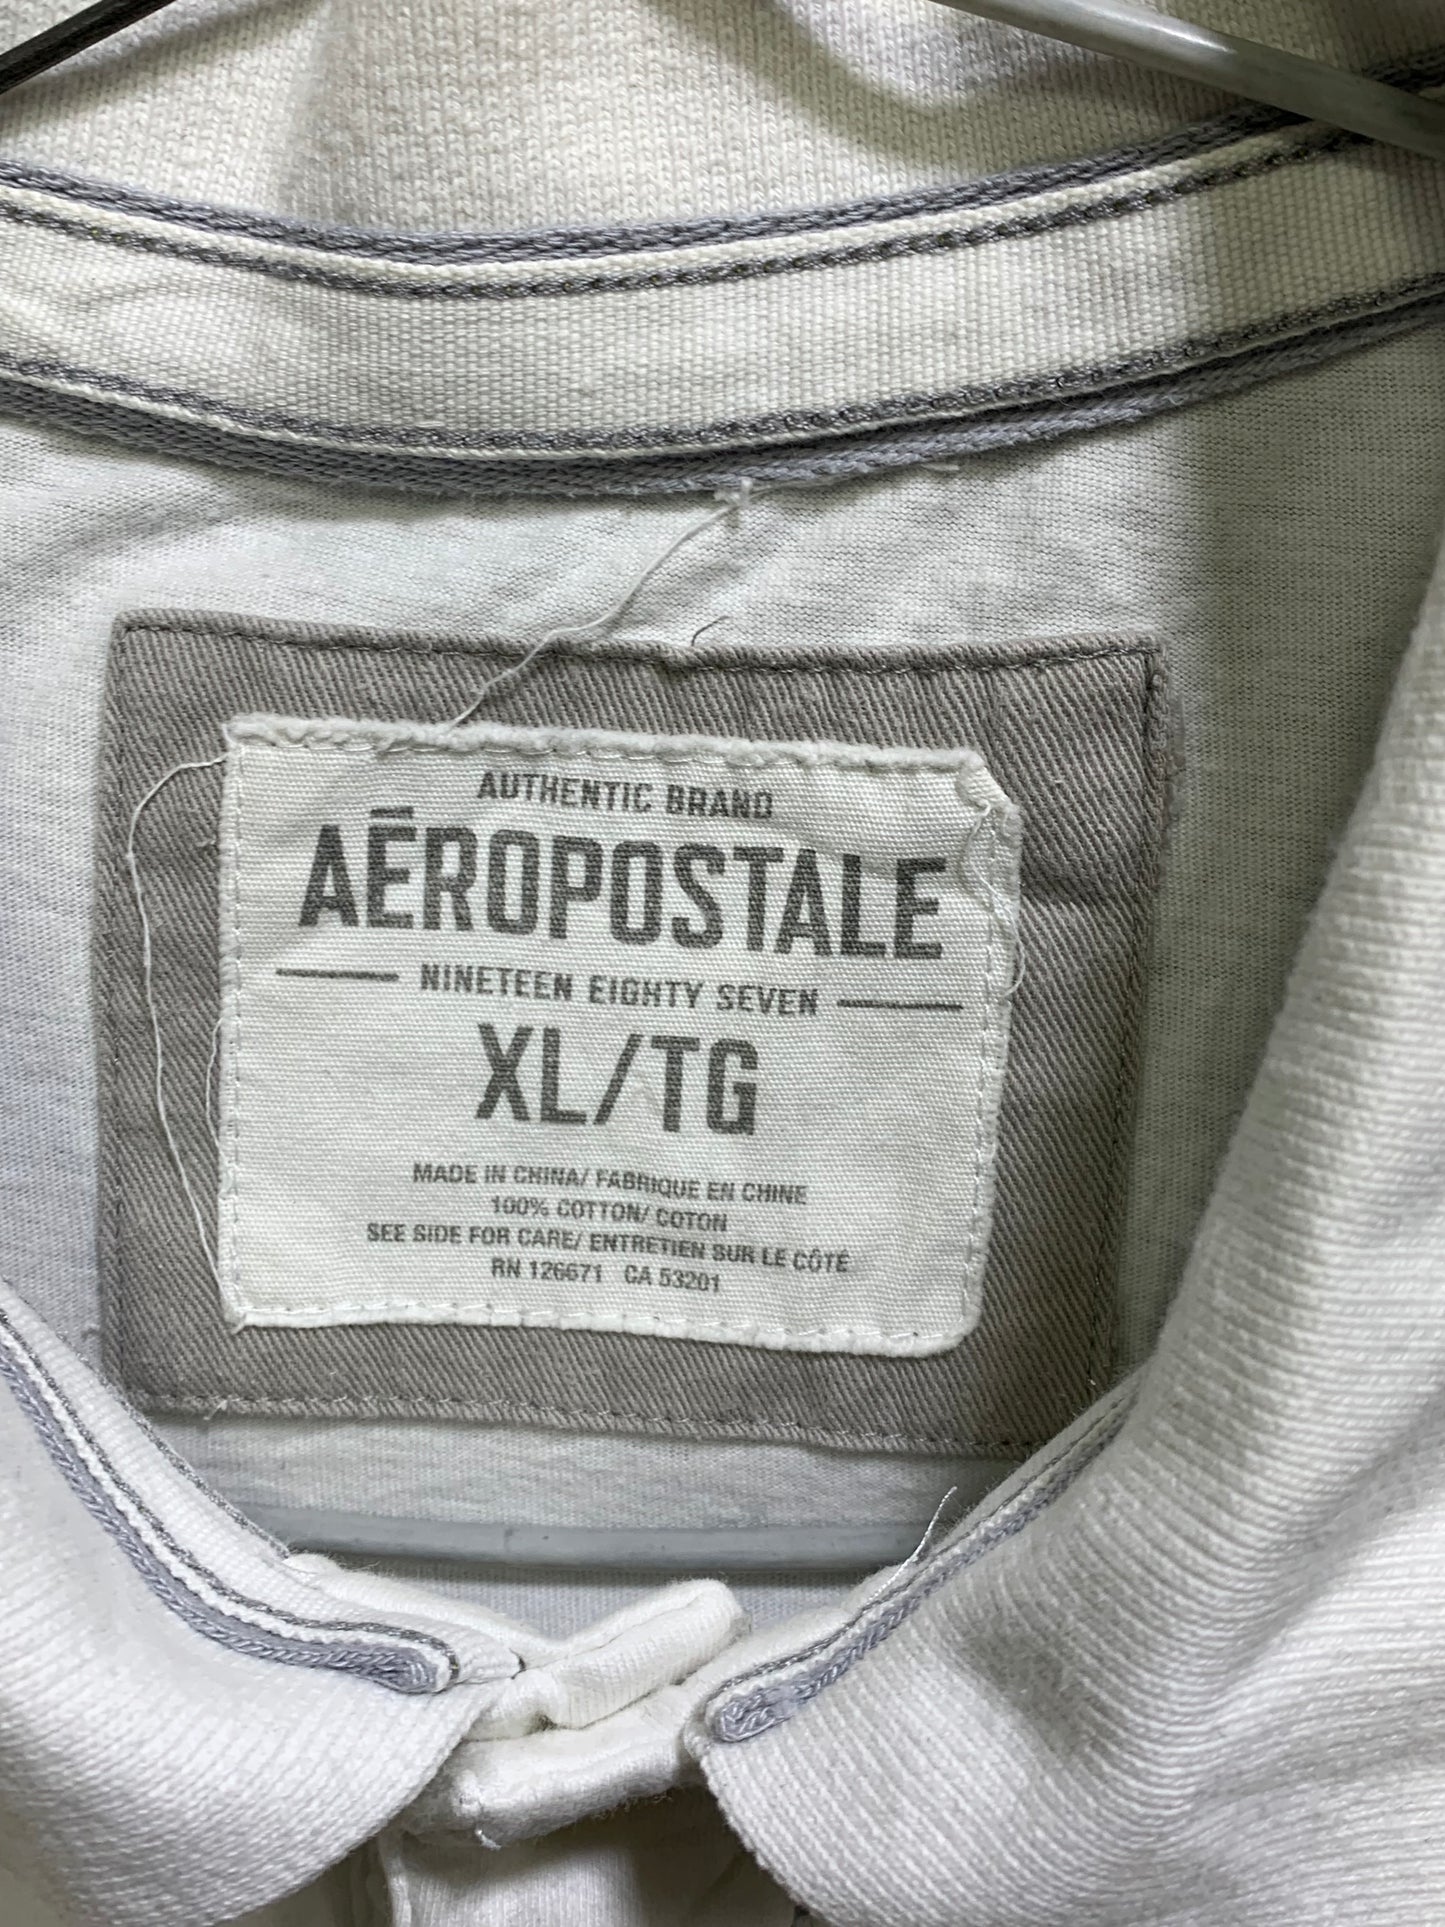 AUTHENTIC BRAND
AĒROPOSTALE
NINETEEN EIGHTY SEVEN
XL/TG
MADE IN CHINA/ FABRIQUE EN CHINE
100% COTTON/ COTON
SEE SIDE FOR CARE/ ENTRETIEN SUR LE CÔTÉ
RN 126671 CA 53201